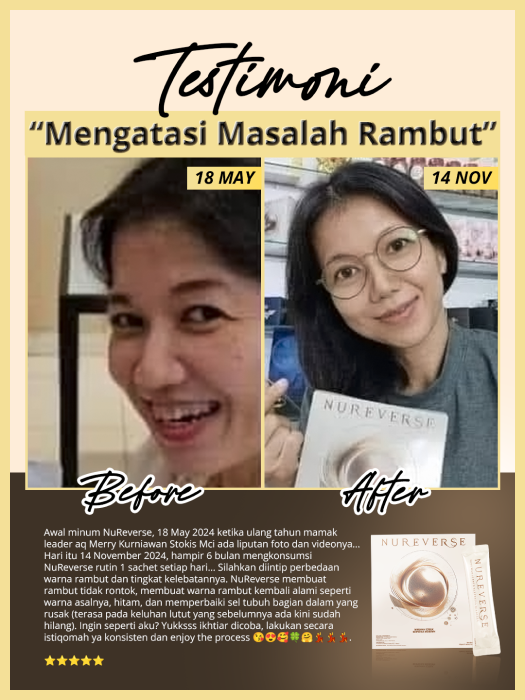 Testimoni
“Mengatasi Masalah Rambut”
18 MAY
14 NOV
NUREVERSE
Before
After
Awal minum NuReverse, 18 May 2024 ketika ulang tahun mamak
leader aq Merry Kurniawan Stokis Mci ada liputan foto dan videonya...
Hari itu 14 November 2024, hampir 6 bulan mengkonsumsi
NuReverse rutin 1 sachet setiap hari... Silahkan diintip perbedaan
warna rambut dan tingkat kelebatannya. NuReverse membuat
rambut tidak rontok, membuat warna rambut kembali alami seperti
warna asalnya, hitam, dan memperbaiki sel tubuh bagian dalam yang
rusak (terasa pada keluhan lutut yang sebelumnya ada kini sudah
hilang). Ingin seperti aku? Yukksss ikhtiar dicoba, lakukan secara
istiqomah ya konsisten dan enjoy the process 😘😍🥰🍀🤗💃💃💃.
⭐⭐⭐⭐⭐
NUREVERSE
NUREVERSE